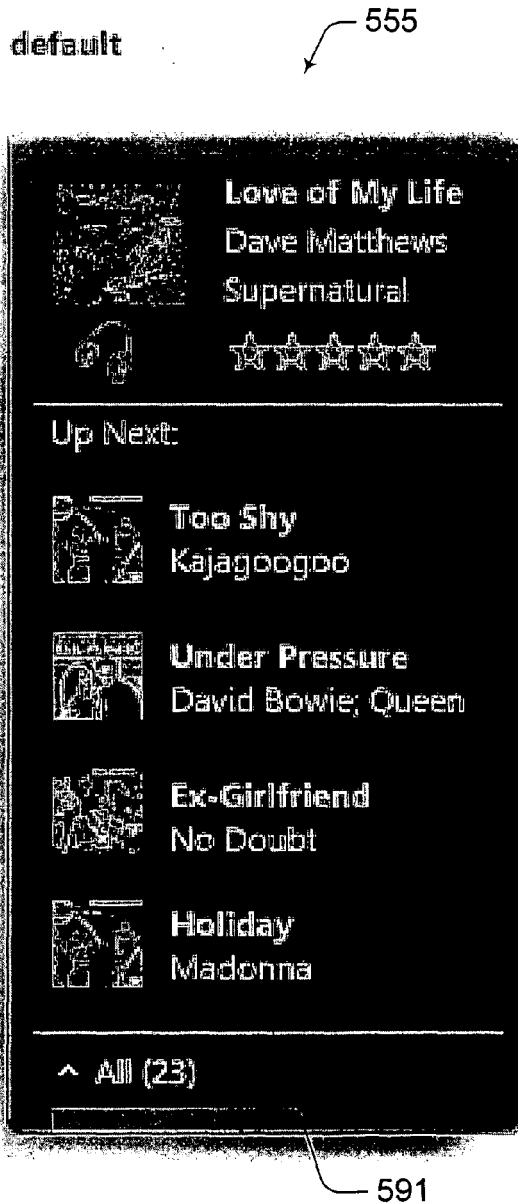 555
default
Love of My Life
Dave Matthews
Supernatural
Up Next:
Too Shy
Kajagoogoo
Under Pressure
David Bowie; Queen
Ex-Girlfriend
No Doubt
Holiday
Madonna
^ All (23)
591